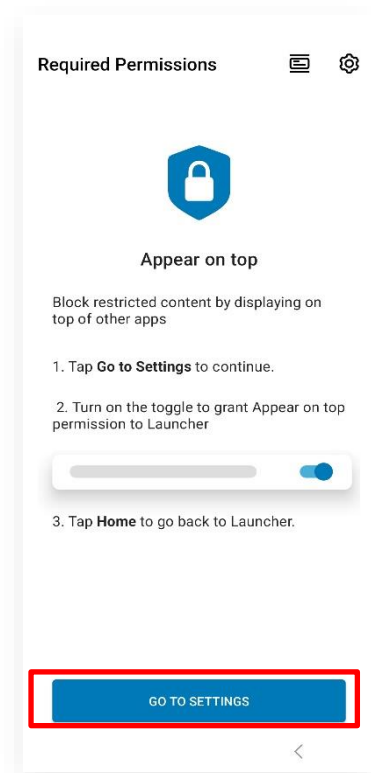 Required Permissions
Appear on top
Block restricted content by displaying on
top of other apps
1. Tap Go to Settings to continue.
2. Turn on the toggle to grant Appear on top
permission to Launcher
3. Tap Home to go back to Launcher.
GO TO SETTINGS